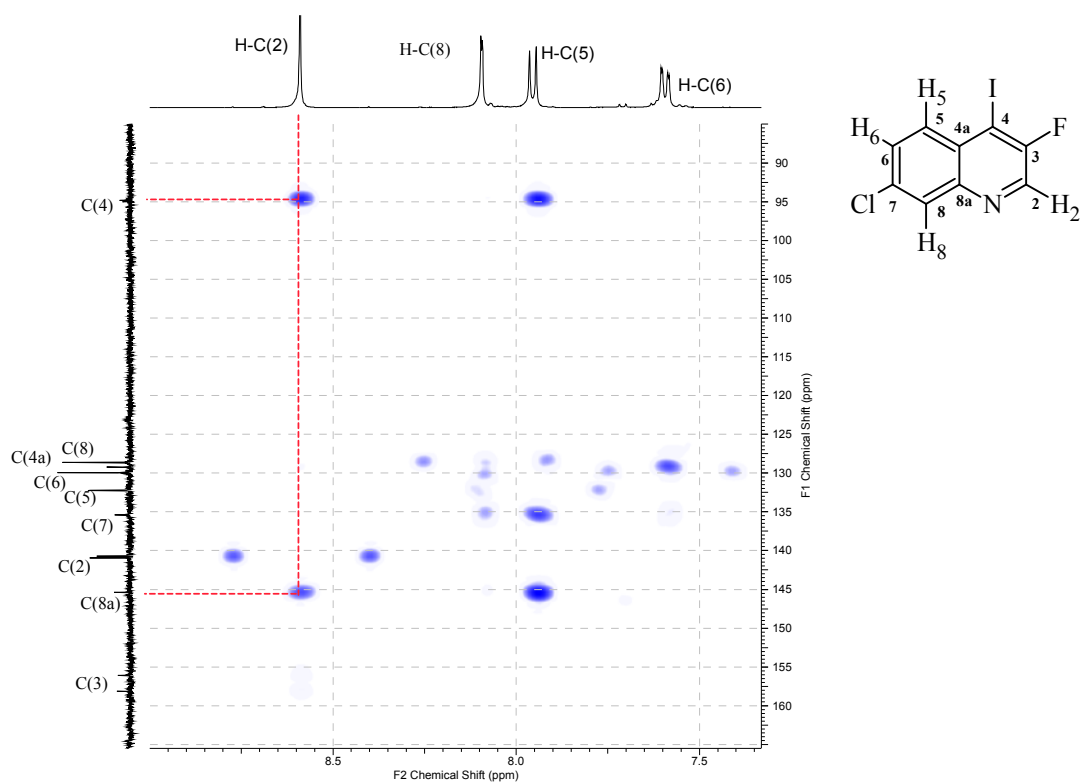 H-C(2)
H-C(8)
H-C(5)
H-C(6)
C(4)
C(8)
C(4a)
C(6)
C(5)
C(7)
C(2)
C(8a)
C(3)
90
95
100
105
110
115
120
125
130
135
140
145
150
155
160
F1 Chemical Shift (ppm)
8.5
8.0
7.5
F2 Chemical Shift (ppm)
H5
I
H6
5
4a
4
F
6
3
Cl
7
8
8a
N
2
H2
H8